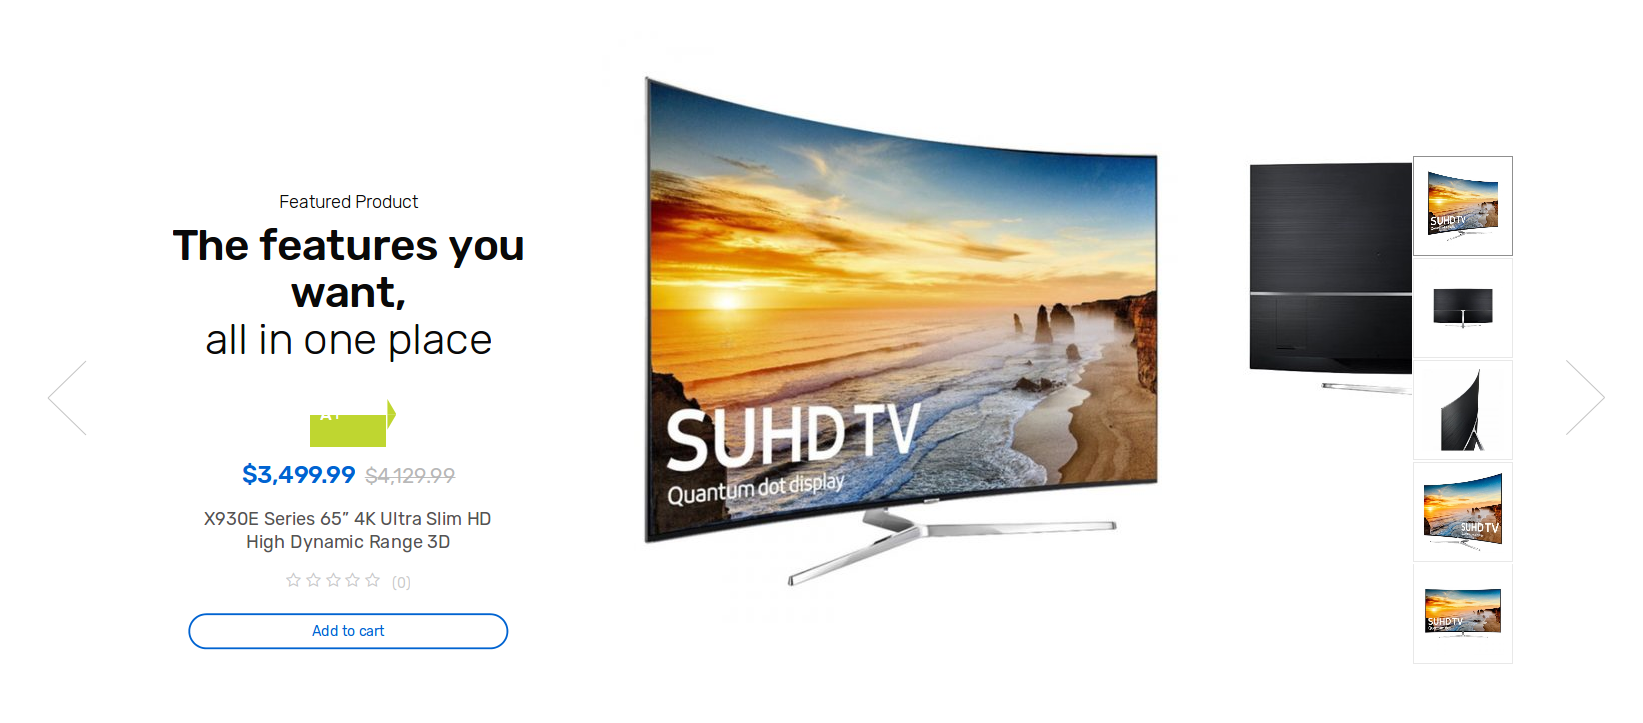 Featured Product
The features you
want,
all in one place
$3,499.99 $4,129.99
X930E Series 65” 4K Ultra Slim HD
High Dynamic Range 3D
(0)
Add to cart
SUHD TV
Quantum dot display
SUHD TV
SUHD TV
SUHD TV